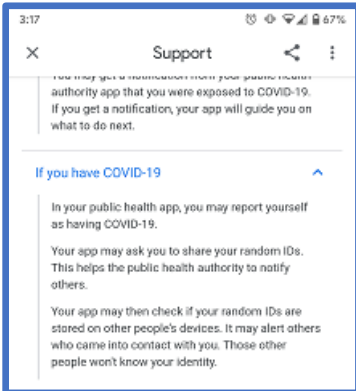 3:17
67%
Support
You may get a notification from your public health
authority app that you were exposed to COVID-19.
If you get a notification, your app will guide you on
what to do next.
If you have COVID-19
In your public health app, you may report yourself
as having COVID-19.
Your app may ask you to share your random IDs.
This helps the public health authority to notify
others.
Your app may then check if your random IDs are
stored on other people's devices. It may alert others
who came into contact with you. Those other
people won't know your identity.